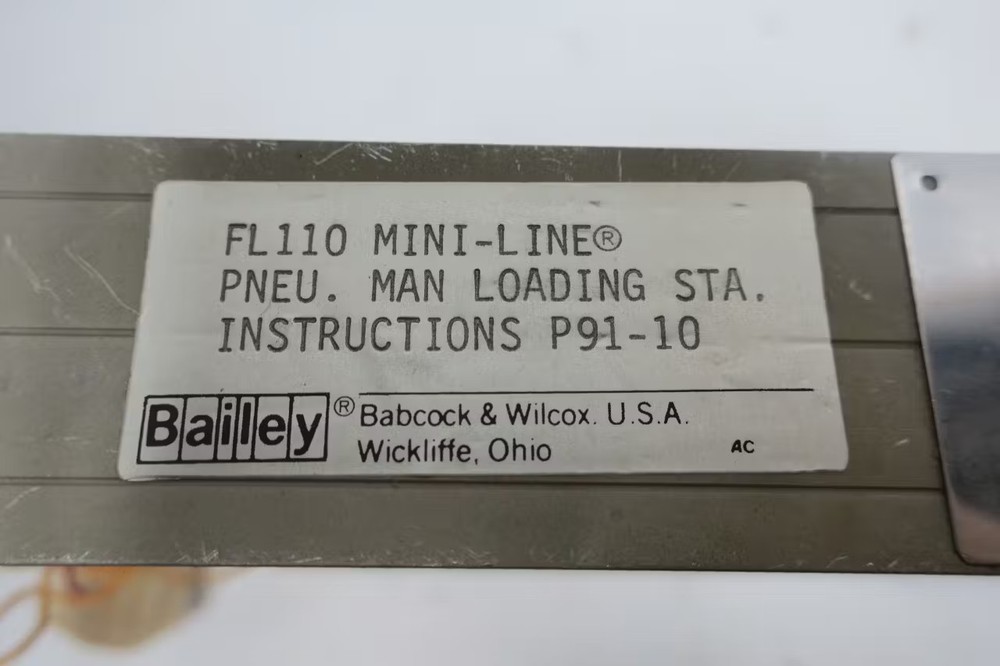 FL110 MINI-LINE®
PNEU. MAN LOADING STA.
INSTRUCTIONS P91-10
Bailey® Babcock & Wilcox. U.S.A.
Wickliffe, Ohio AC